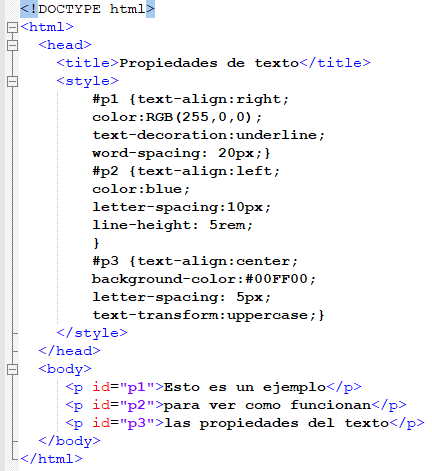 <!DOCTYPE html>
<html>
<head>
<title>Propiedades de texto</title>
<style>
#p1 {text-align:right;
color:RGB(255,0,0);
text-decoration:underline;
word-spacing: 20px;}
#p2 {text-align:left;
color:blue;
letter-spacing:10px;
line-height: 5rem;
}
#p3 {text-align:center;
background-color:#00FF00;
letter-spacing: 5px;
text-transform:uppercase;}
</style>
</head>
<body>
<p id="p1">Esto es un ejemplo</p>
<p id="p2">para ver como funcionan</p>
<p id="p3">las propiedades del texto</p>
</body>
</html>